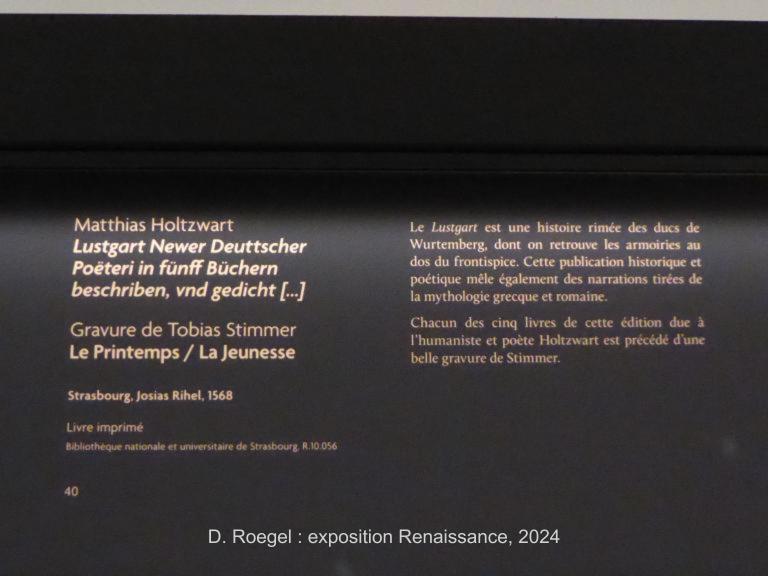 Matthias Holtzwart
Lustgart Newer Deuttscher
Poëteri in fünff Büchern
beschriben, vnd gedicht [...]
Gravure de Tobias Stimmer
Le Printemps / La Jeunesse
Strasbourg, Josias Rihel, 1568
Livre imprimé
Bibliothèque nationale et universitaire de Strasbourg, R.10.056
40
Le Lustgart est une histoire rimée des ducs de
Wurtemberg, dont on retrouve les armoiries au
dos du frontispice. Cette publication historique et
poétique mêle également des narrations tirées de
la mythologie grecque et romaine.
Chacun des cinq livres de cette édition due à
l'humaniste et poète Holtzwart est précédé d'une
belle gravure de Stimmer.
D. Roegel : exposition Renaissance, 2024